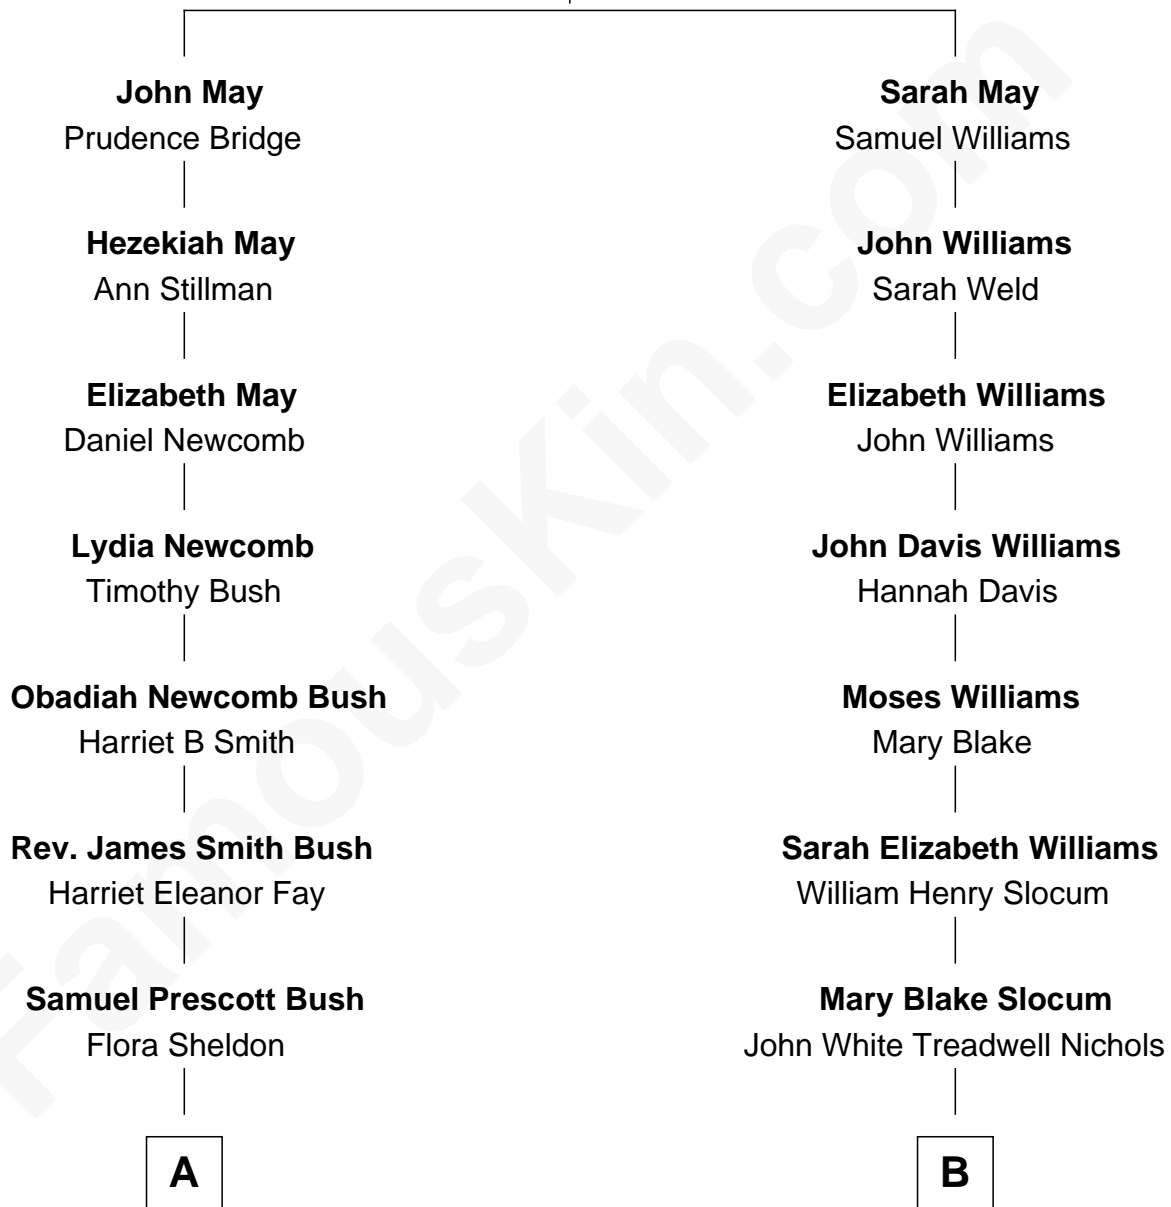 John May
Prudence Bridge
Hezekiah May
Ann Stillman
Elizabeth May
Daniel Newcomb
Lydia Newcomb
Timothy Bush
Obadiah Newcomb Bush
Harriet B Smith
Rev. James Smith Bush
Harriet Eleanor Fay
Samuel Prescott Bush
Flora Sheldon
A
Sarah May
Samuel Williams
John Williams
Sarah Weld
Elizabeth Williams
John Williams
John Davis Williams
Hannah Davis
Moses Williams
Mary Blake
Sarah Elizabeth Williams
William Henry Slocum
Mary Blake Slocum
John White Treadwell Nichols
B
FamousKin.com